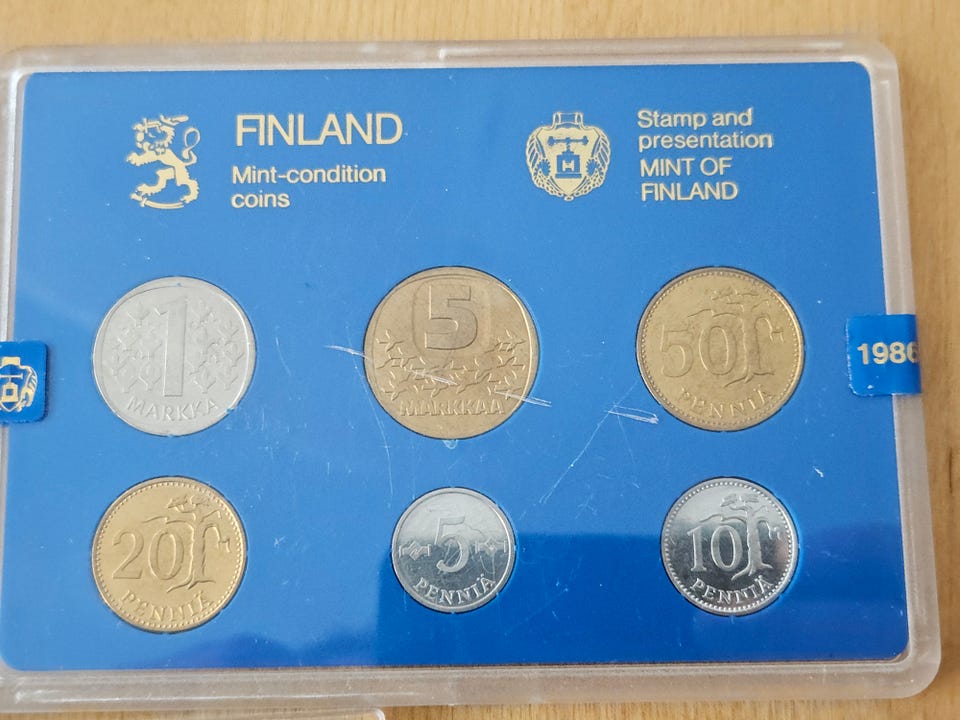 FINLAND
Mint-condition
coins
Stamp and
presentation
MINT OF
FINLAND
1
MARKKA
5
MARKKAA
50
PENNIÄ
1986
20
PENNIÄ
5
PENNIÄ
10
PENNIÄ